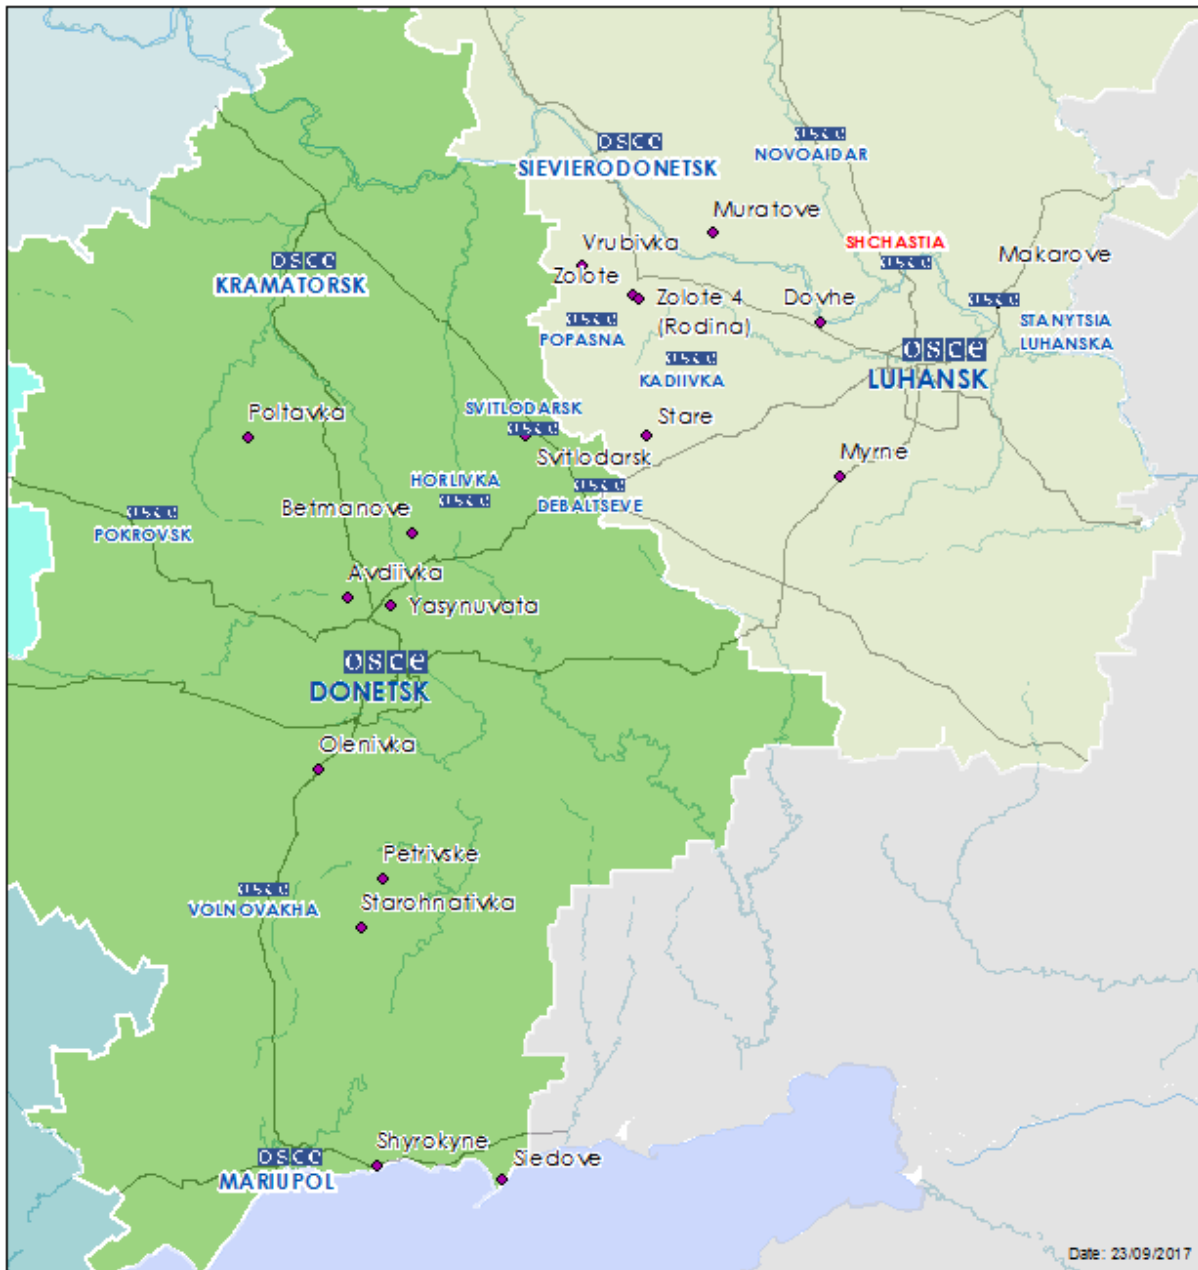 OSCE
SIEVIERODONETSK
OSCE
NOVOAIDAR
Muratove
Vrubivka
SHCHASTIA
OSCE
Makarove
OSCE
KRAMATORSK
Zolote
Zolote 4
(Rodina)
Dovhe
OSCE
STANYTSIA
LUHANSKA
OSCE
POPASNA
OSCE
KADIIVKA
osce
LUHANSK
Poltavka
SVITLODARSK
OSCE
Svitlodarsk
Stare
Myrne
HORLIVKA
OSCE
OSCE
DEBALTSEVE
Betmanove
OSCE
POKROVSK
Avdiivka
Yasynuvata
osce
DONETSK
Olenivka
Petrivske
OSCE
VOLNOVAKHA
Starohnativka
OSCE
MARIUPOL
Shyrokyne
Siedove
Date: 23/09/2017